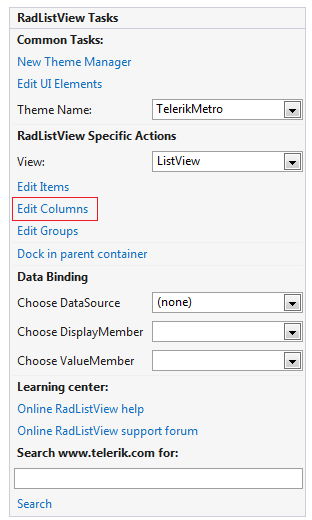 RadListView Tasks
Common Tasks:
New Theme Manager
Edit UI Elements
Theme Name: TelerikMetro
RadListView Specific Actions
View: ListView
Edit Items
Edit Columns
Edit Groups
Dock in parent container
Data Binding
Choose DataSource (none)
Choose DisplayMember
Choose ValueMember
Learning center:
Online RadListView help
Online RadListView support forum
Search www.telerik.com for:
Search